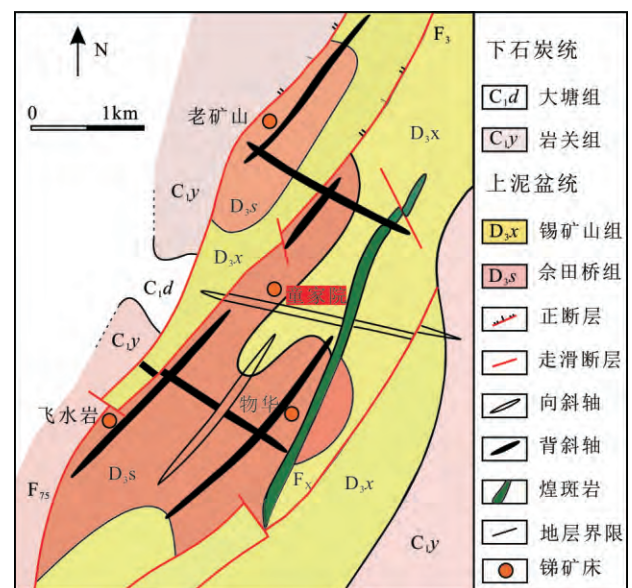 N
0 1km
老矿山
F₃
D₃x
C₁y
D₃s
D₃x
C₁d
童家院
C₁y
飞水岩
物华
D₃s
F₇₅
Fₓ
D₃x
C₁y
下石炭统
C₁d 大塘组
C₁y 岩关组
上泥盆统
D₃x 锡矿山组
D₃s 佘田桥组
正断层
走滑断层
向斜轴
背斜轴
煌斑岩
地层界限
锑矿床